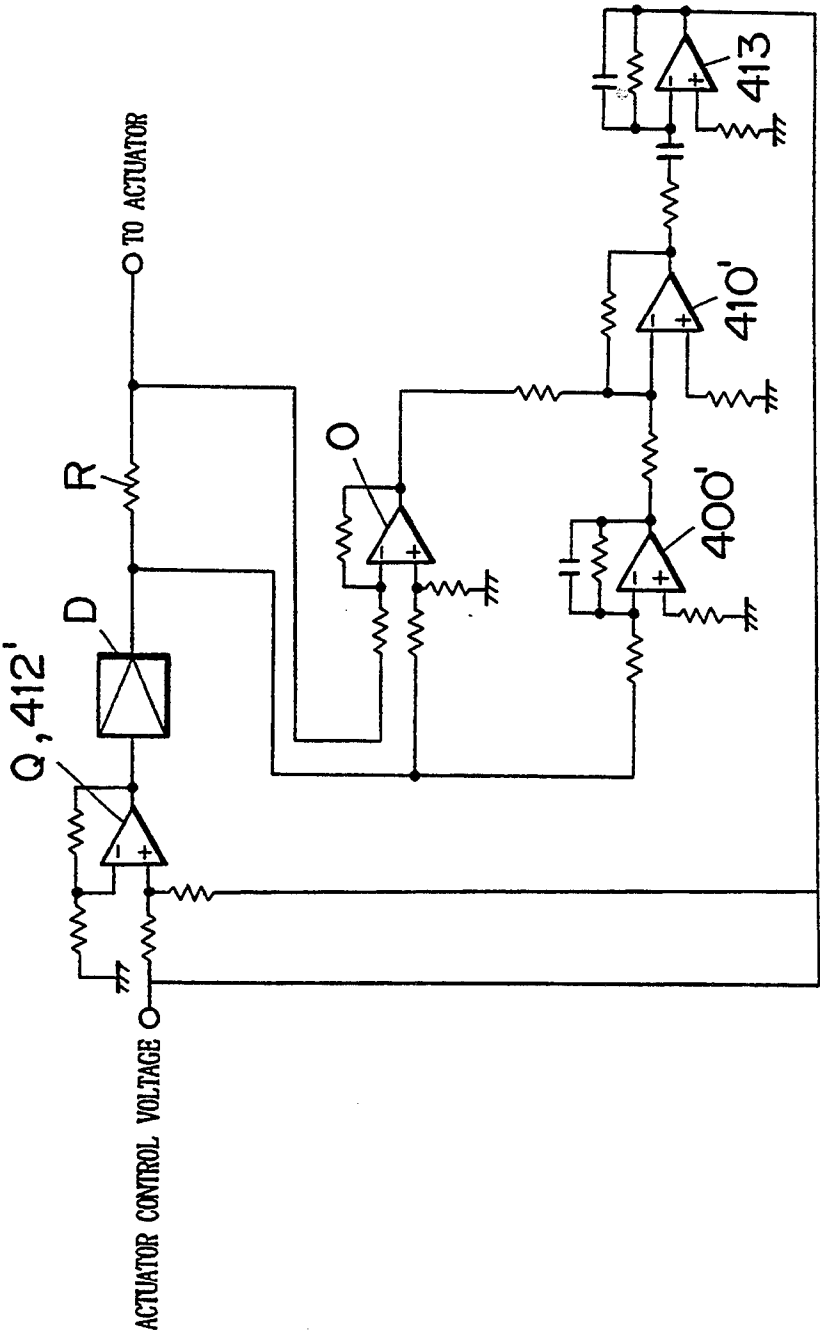 ACTUATOR CONTROL VOLTAGE
Q, 412'
D
R
TO ACTUATOR
O
400'
410'
413